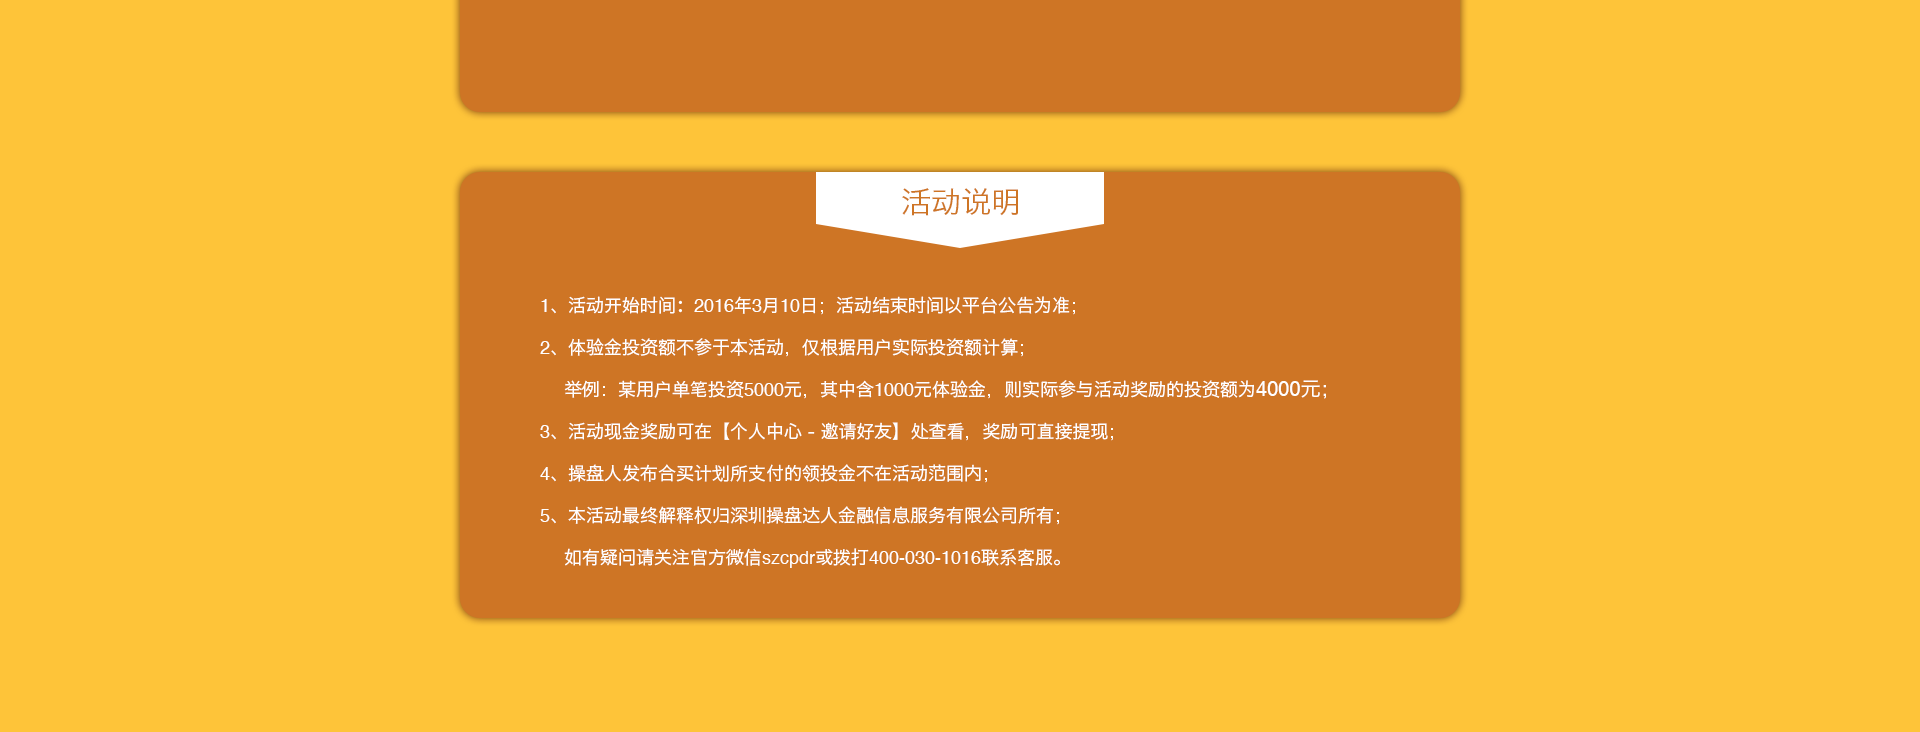 活动说明
1、活动开始时间：2016年3月10日；活动结束时间以平台公告为准；
2、体验金投资额不参于本活动，仅根据用户实际投资额计算；
举例：某用户单笔投资5000元，其中含1000元体验金，则实际参与活动奖励的投资额为4000元；
3、活动现金奖励可在【个人中心 - 邀请好友】处查看，奖励可直接提现；
4、操盘人发布合买计划所支付的领投金不在活动范围内；
5、本活动最终解释权归深圳操盘达人金融信息服务有限公司所有；
如有疑问请关注官方微信szcpdr或拨打400-030-1016联系客服。